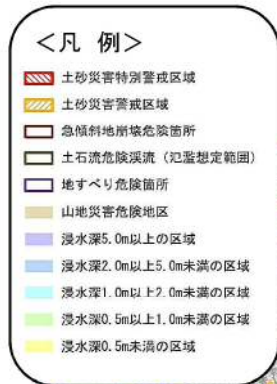 ＜凡 例＞
土砂災害特別警戒区域
土砂災害警戒区域
急傾斜地崩壊危険箇所
土石流危険渓流（氾濫想定範囲）
地すべり危険箇所
山地災害危険地区
浸水深5.0m以上の区域
浸水深2.0m以上5.0m未満の区域
浸水深1.0m以上2.0m未満の区域
浸水深0.5m以上1.0m未満の区域
浸水深0.5m未満の区域